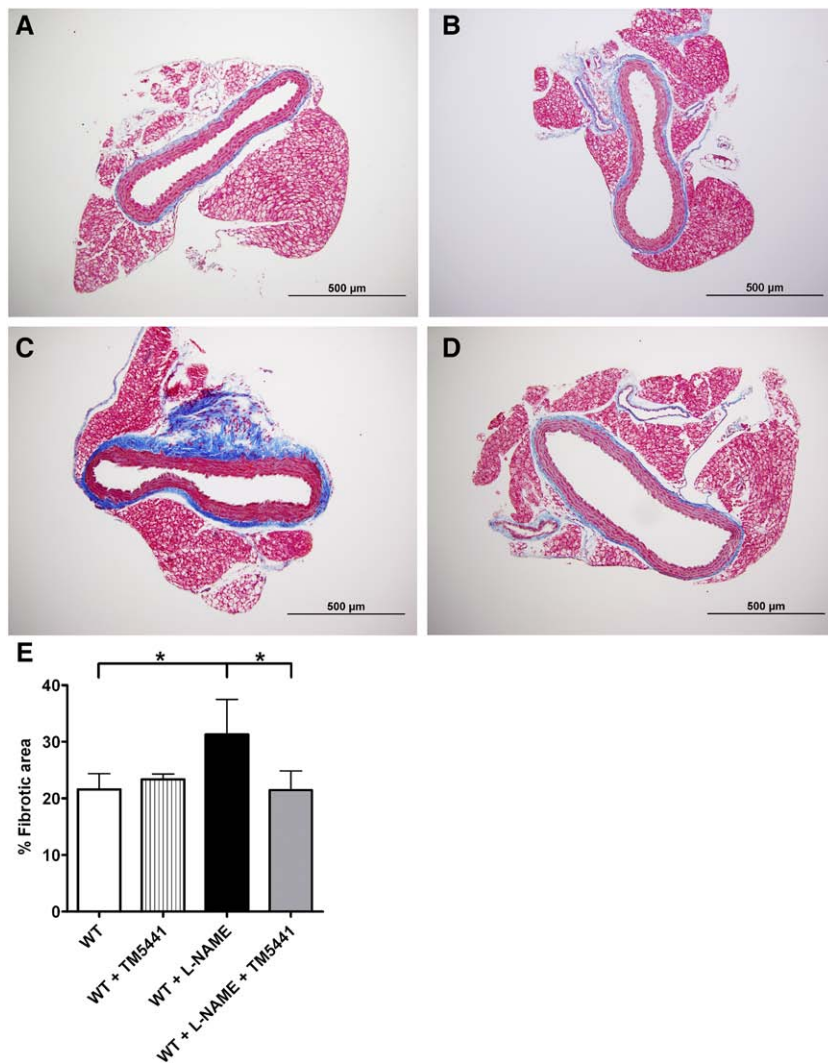 A
B
500 µm
500 µm
C
D
500 µm
500 µm
E
* *
40
30
20
10
0
% Fibrotic area
WT
WT + TM5441
WT + L-NAME
WT + L-NAME + TM5441